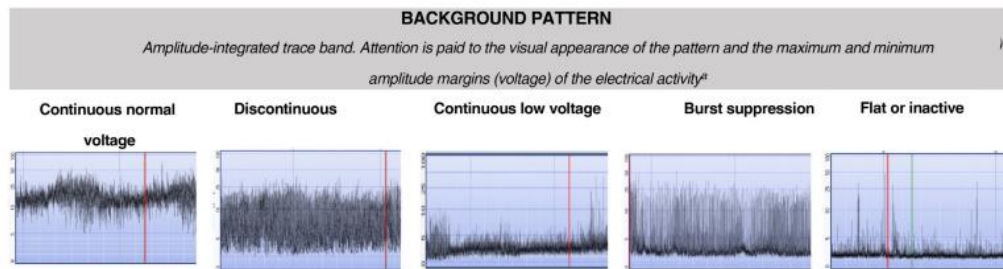 BACKGROUND PATTERN
Amplitude-integrated trace band. Attention is paid to the visual appearance of the pattern and the maximum and minimum
amplitude margins (voltage) of the electrical activityª
Continuous normal
voltage
Discontinuous
Continuous low voltage
Burst suppression
Flat or inactive